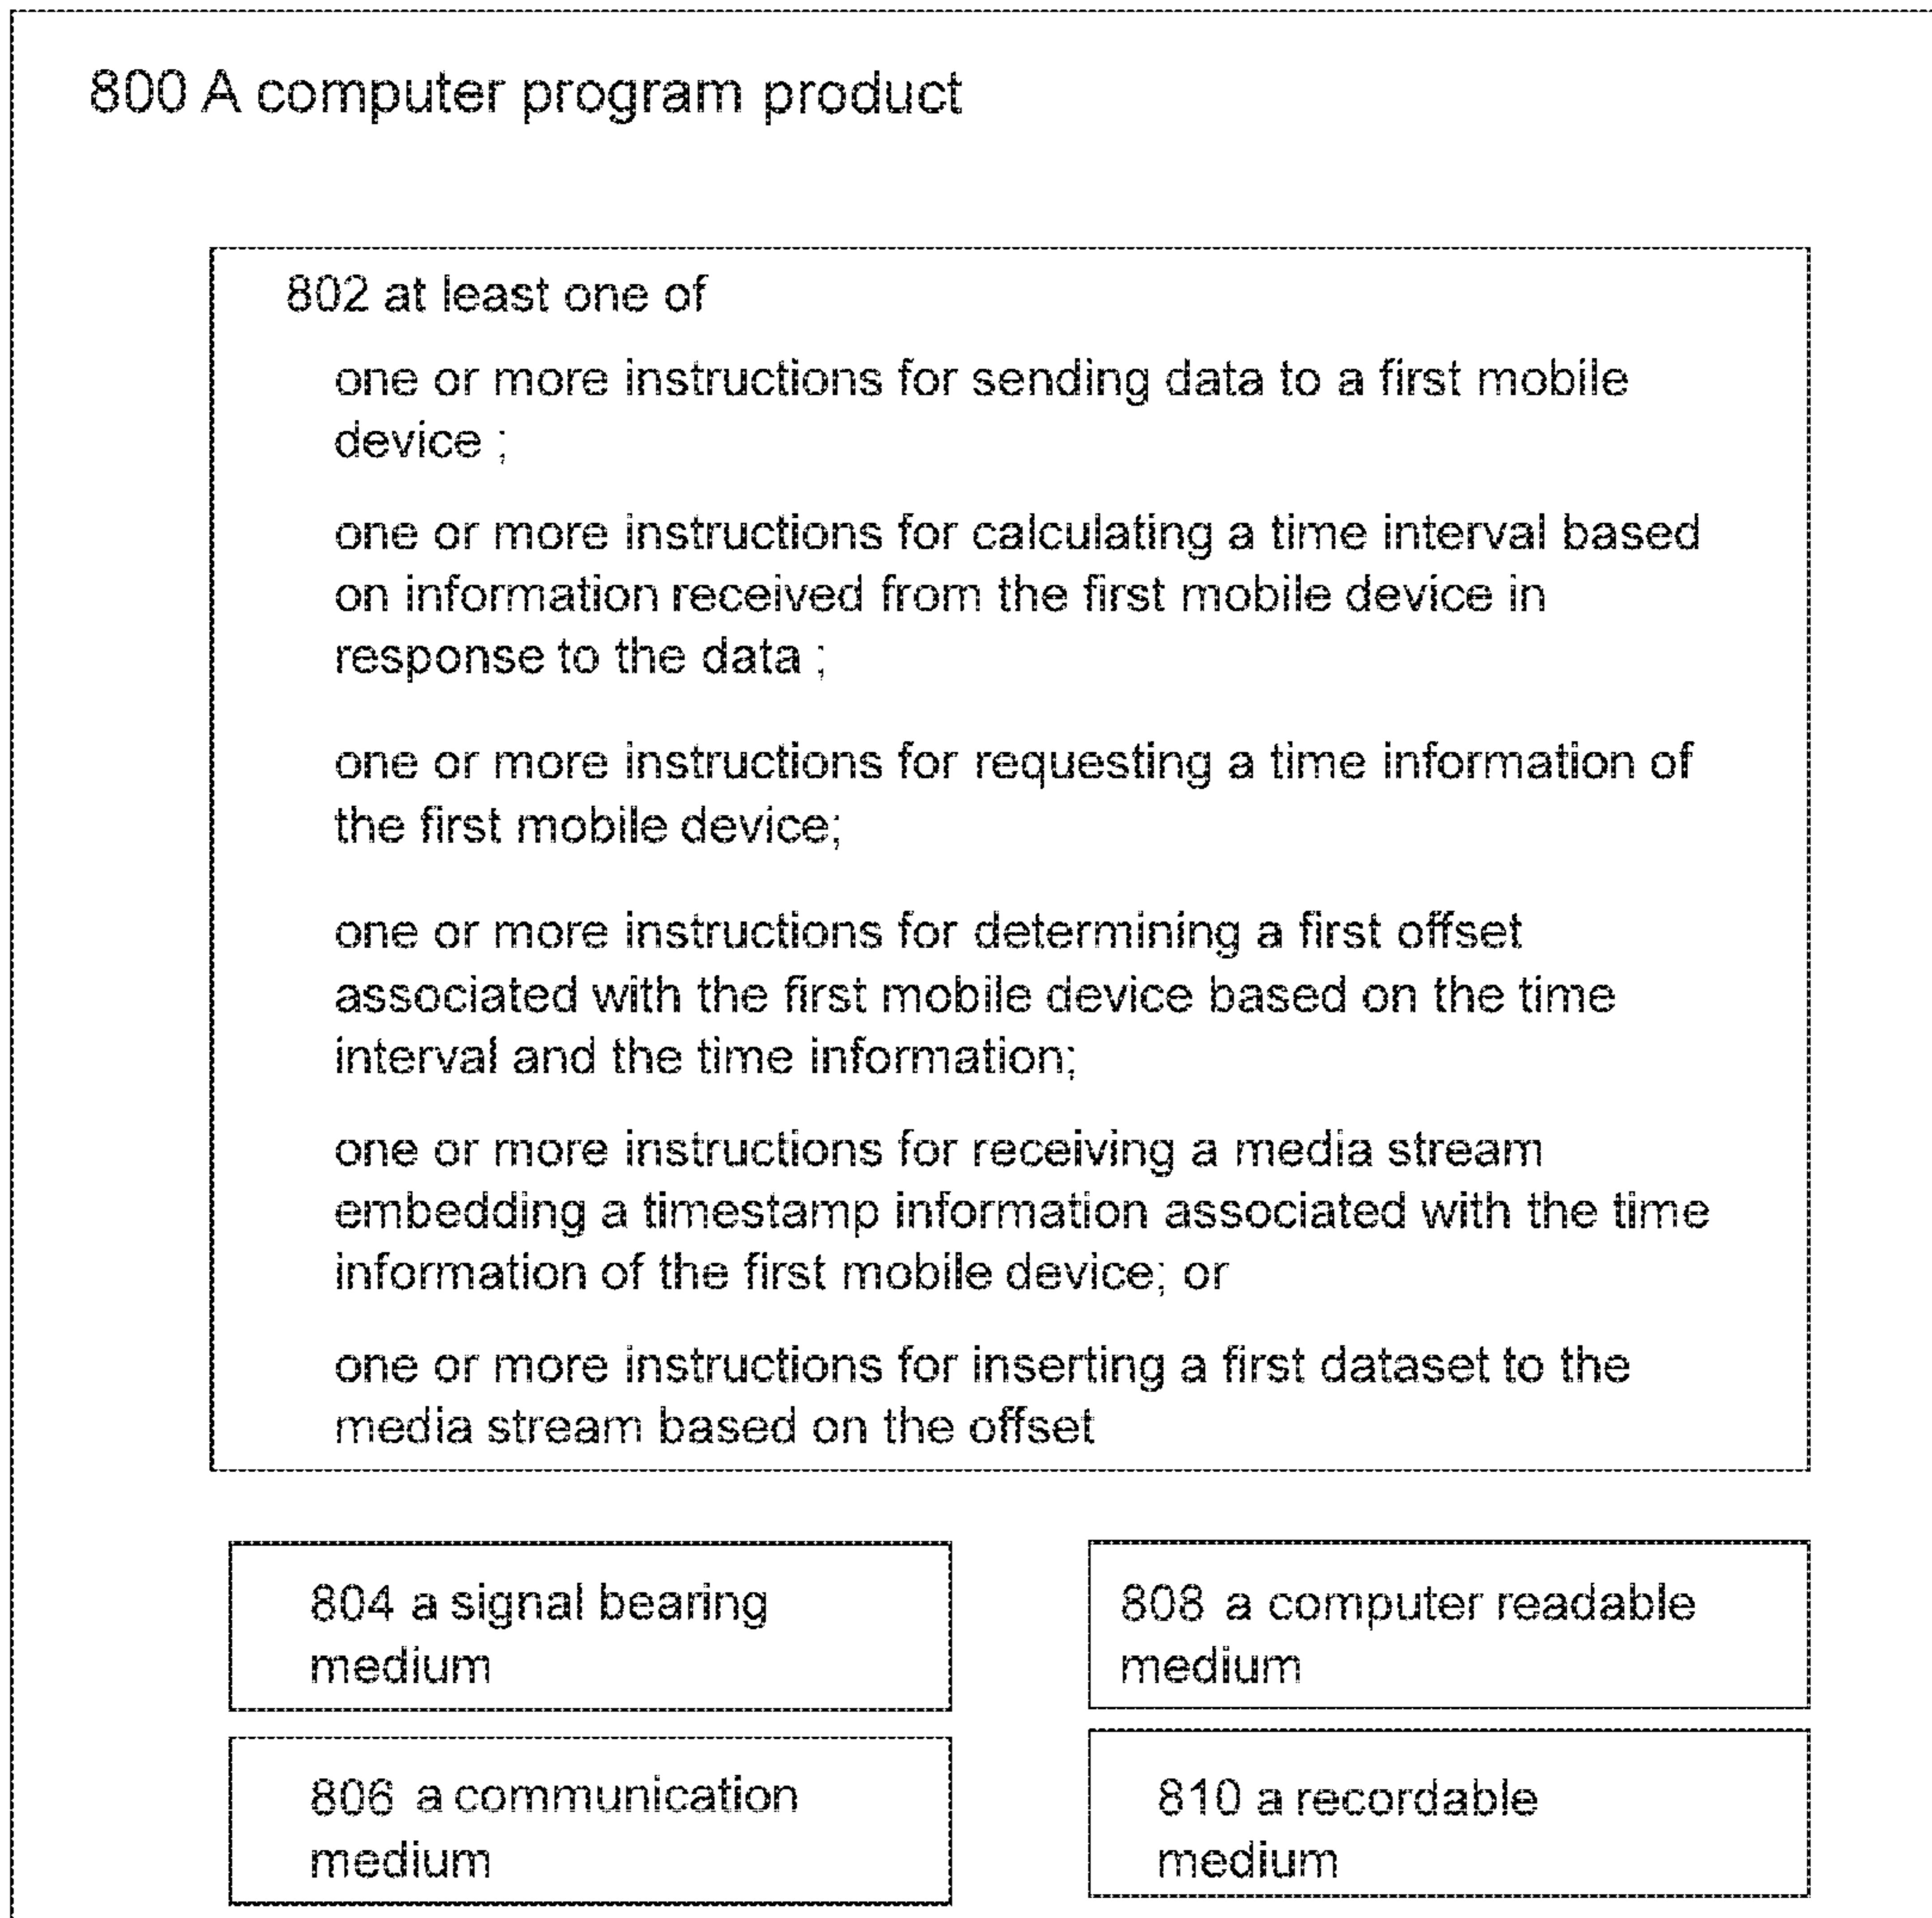 800 A computer program product
802 at least one of
one or more instructions for sending data to a first mobile
device ;
one or more instructions for calculating a time interval based
on information received from the first mobile device in
response to the data ;
one or more instructions for requesting a time information of
the first mobile device;
one or more instructions for determining a first offset
associated with the first mobile device based on the time
interval and the time information;
one or more instructions for receiving a media stream
embedding a timestamp information associated with the time
information of the first mobile device; or
one or more instructions for inserting a first dataset to the
media stream based on the offset
804 a signal bearing
medium
808 a computer readable
medium
806 a communication
medium
810 a recordable
medium